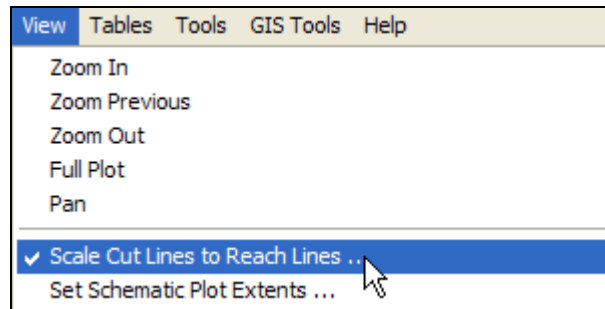 View Tables Tools GIS Tools Help
Zoom In
Zoom Previous
Zoom Out
Full Plot
Pan
Scale Cut Lines to Reach Lines ...
Set Schematic Plot Extents ...